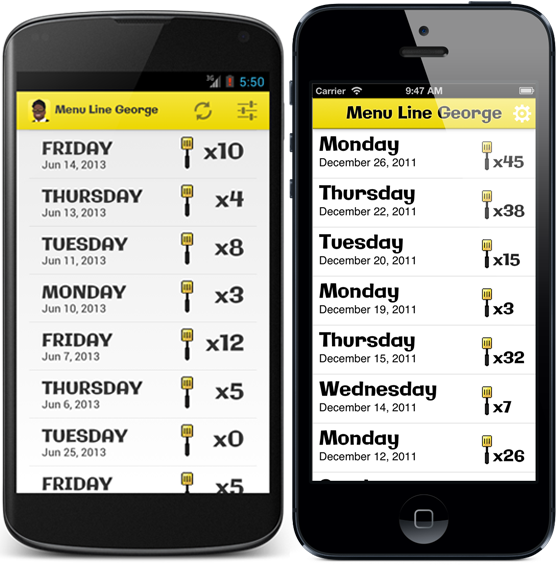 3G 5:50
Menu Line George
FRIDAY
Jun 14, 2013
x10
THURSDAY
Jun 13, 2013
x4
TUESDAY
Jun 11, 2013
x8
MONDAY
Jun 10, 2013
x3
FRIDAY
Jun 7, 2013
x12
THURSDAY
Jun 6, 2013
x5
TUESDAY
Jun 25, 2013
x0
FRIDAY
x5
Carrier 9:47 AM
Menu Line George
Monday
December 26, 2011
x45
Thursday
December 22, 2011
x38
Tuesday
December 20, 2011
x15
Monday
December 19, 2011
x3
Thursday
December 15, 2011
x32
Wednesday
December 14, 2011
x7
Monday
December 12, 2011
x26